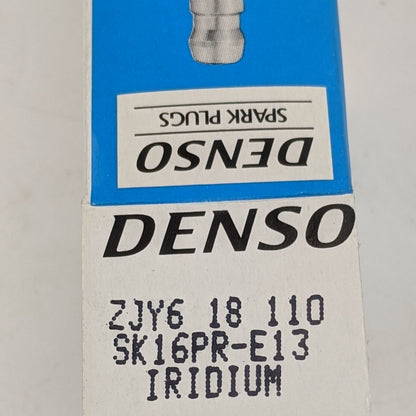 SPARK PLUGS
DENSO
DENSO
ZJY6 18 110
SK16PR-E13
IRIDIUM